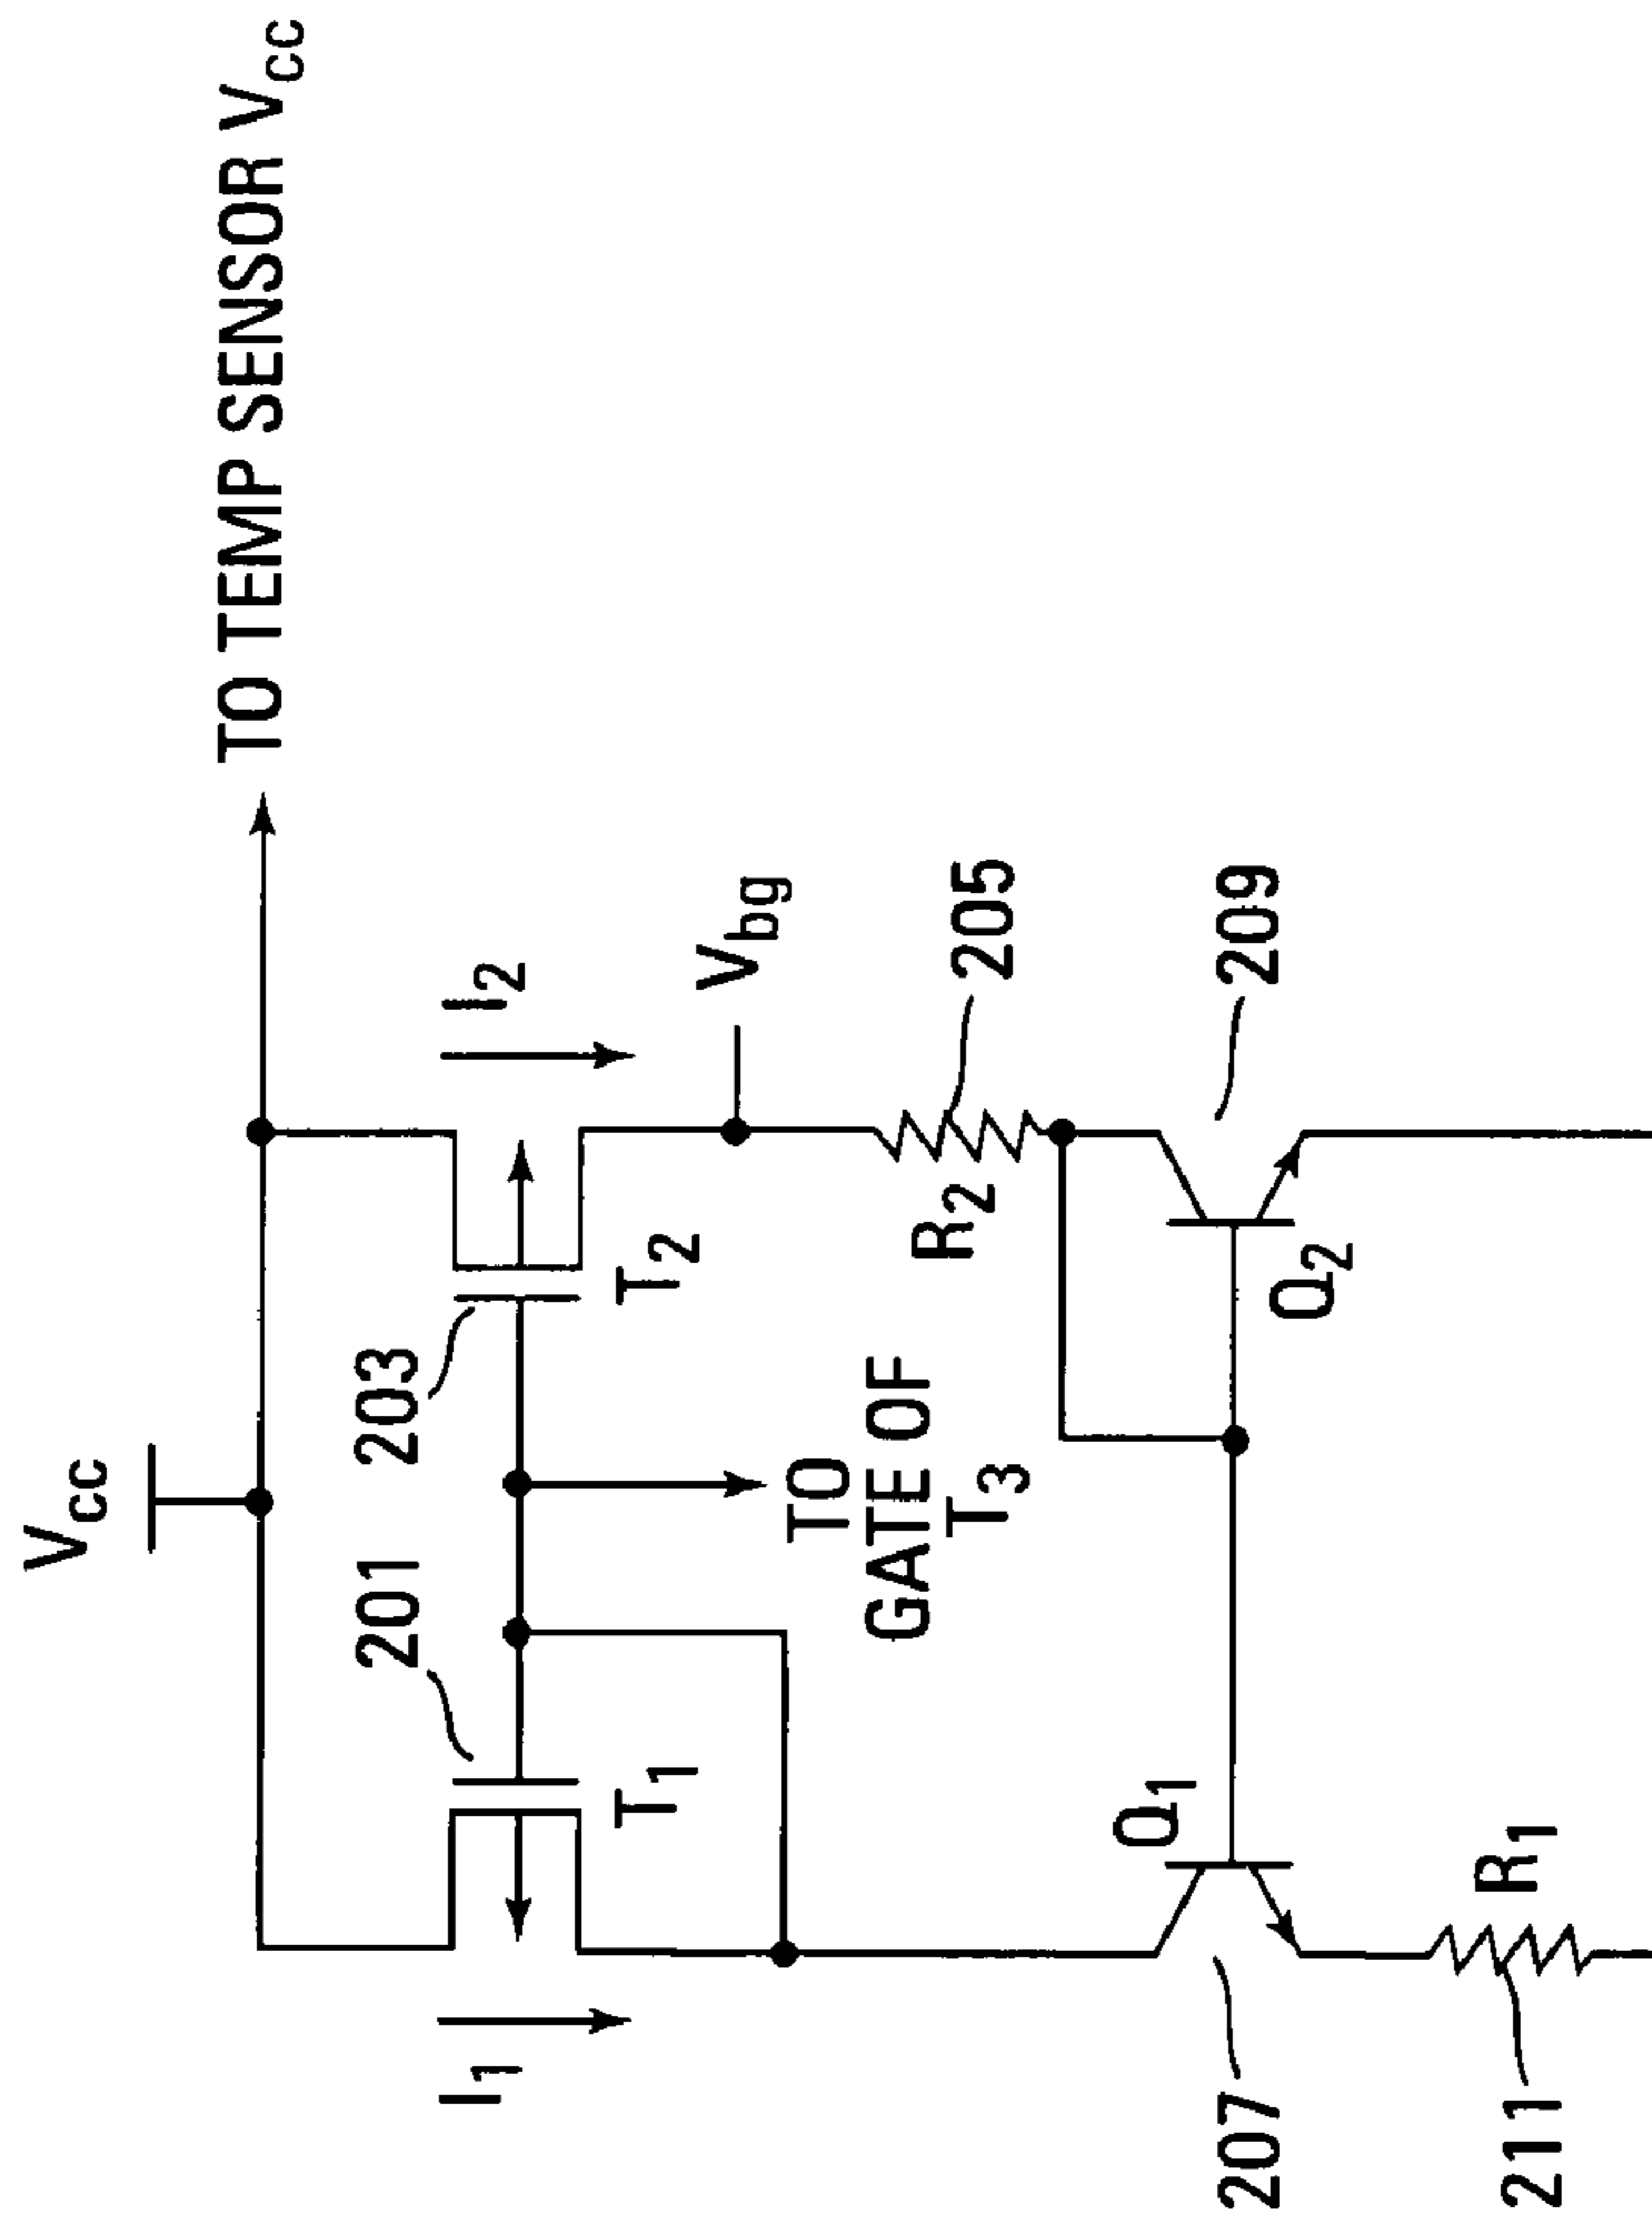 Vcc
TO TEMP SENSOR Vcc
I1
201
203
I2
T1
T2
Vbg
TO
GATE OF
T3
R2
205
Q1
Q2
207
209
R1
211